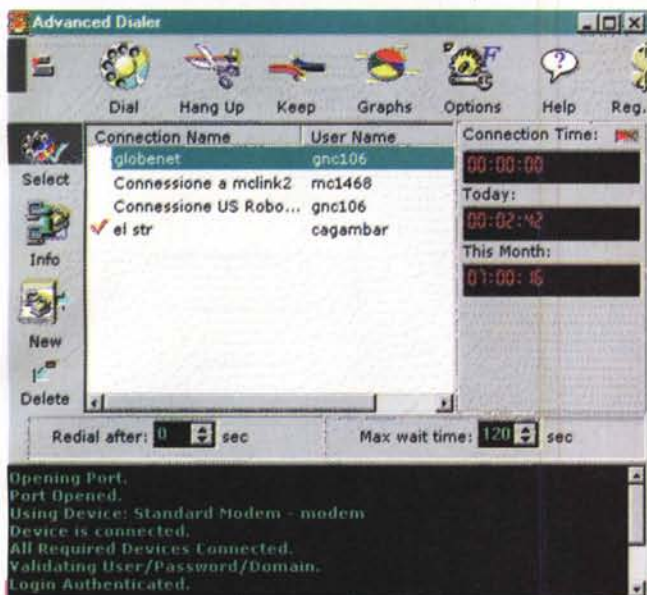 Advanced Dialer
Dial Hang Up Keep Graphs Options Help Reg.
Select
Info
New
Delete
Connection Name User Name
globenet gnc106
Connessione a mclink2 mc1468
Connessione US Robo... gnc106
el str cagambar
Connection Time:
00:00:00
Today:
00:02:42
This Month:
07:00:16
Redial after: 0 sec Max wait time: 120 sec
Opening Port.
Port Opened.
Using Device: Standard Modem - modem
Device is connected.
All Required Devices Connected.
Validating User/Password/Domain.
Login Authenticated.